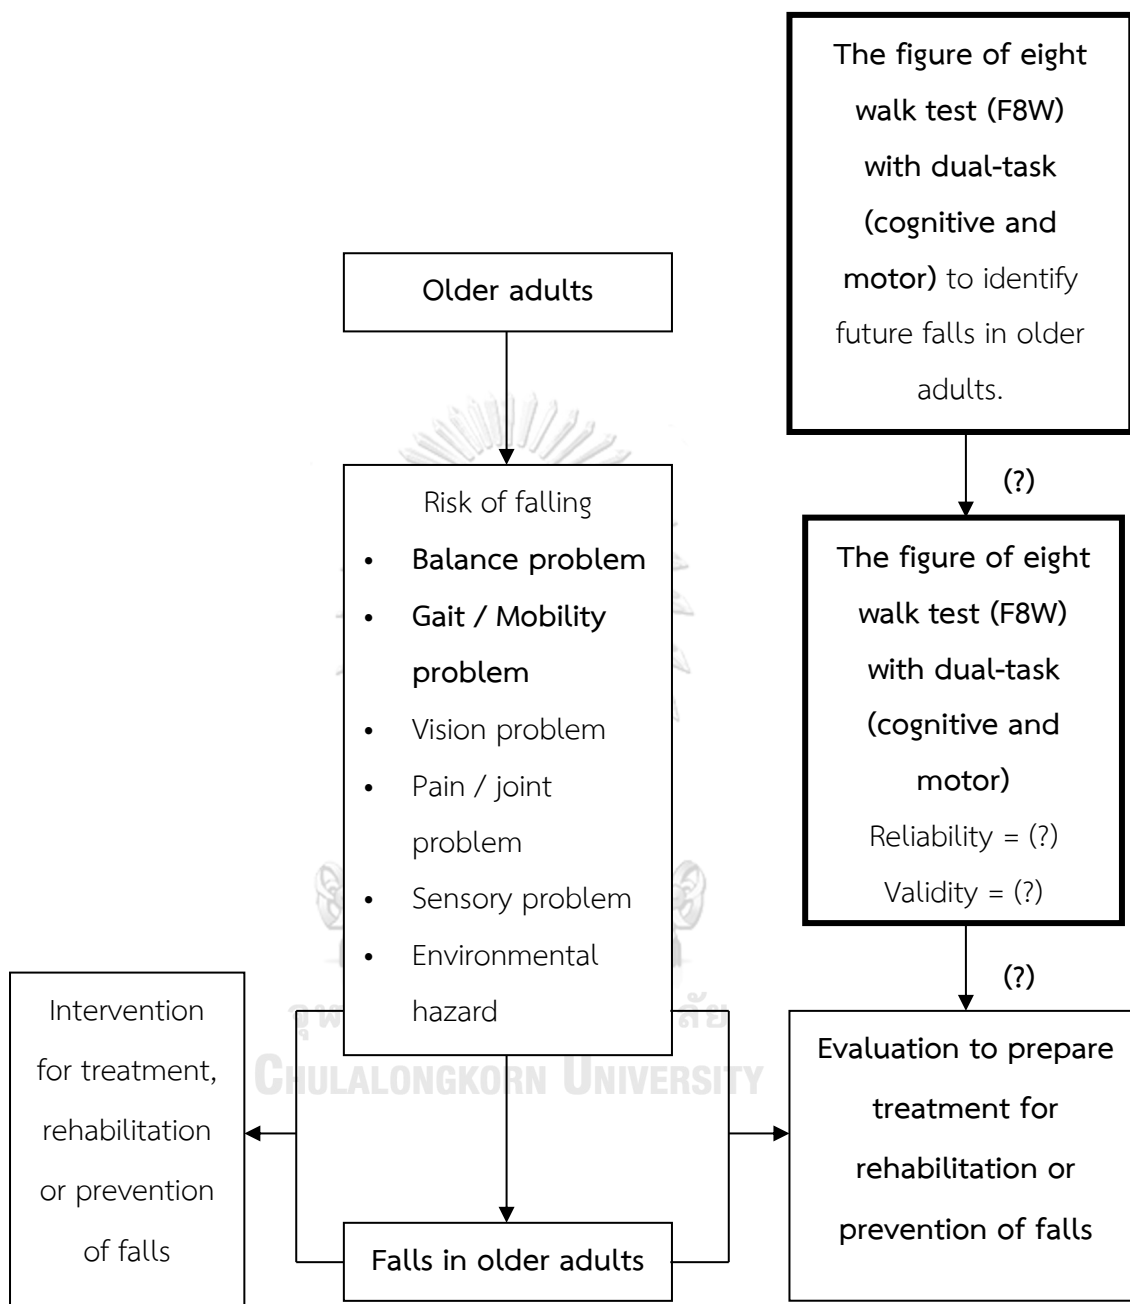 The figure of eight
walk test (F8W)
with dual-task
(cognitive and
motor) to identify
future falls in older
adults.
Older adults
(?)
Risk of falling
• Balance problem
• Gait / Mobility
problem
• Vision problem
• Pain / joint
problem
• Sensory problem
• Environmental
hazard
The figure of eight
walk test (F8W)
with dual-task
(cognitive and
motor)
Reliability = (?)
Validity = (?)
(?)
Intervention
for treatment,
rehabilitation
or prevention
of falls
CHULALONGKORN UNIVERSITY
Evaluation to prepare
treatment for
rehabilitation or
prevention of falls
Falls in older adults